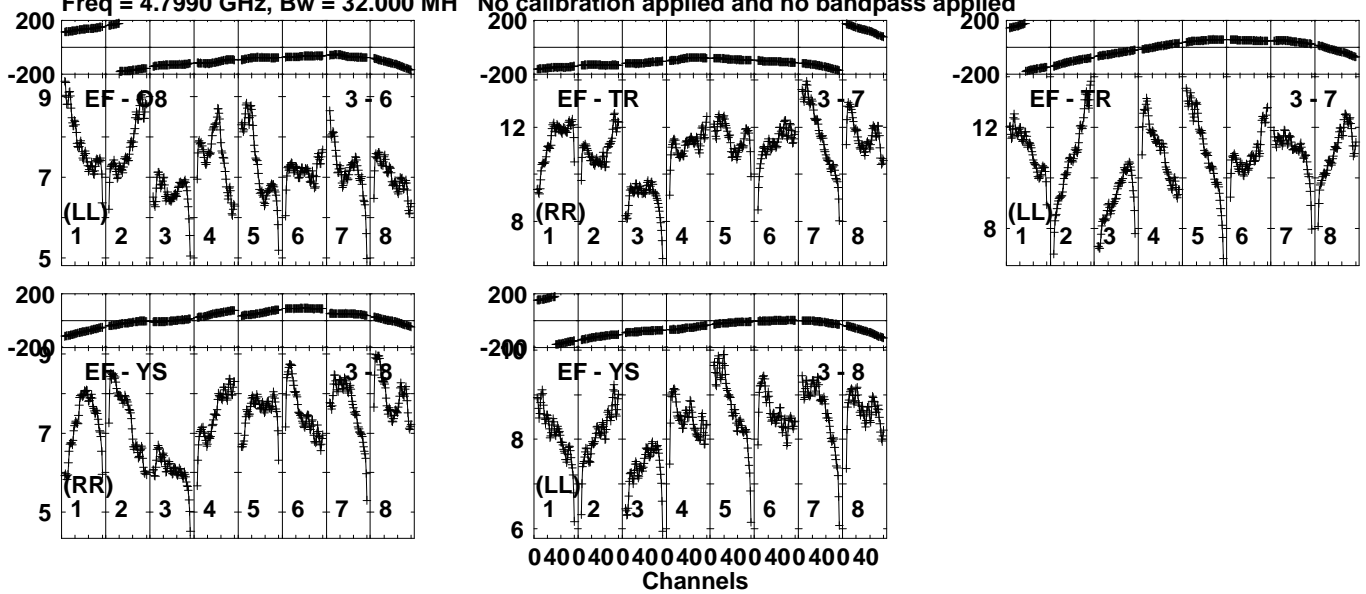 Freq = 4.7990 GHz, Bw = 32.000 MH No calibration applied and no bandpass applied
200
-200
EF - O8 3 - 6
9
7
5
(LL)
1 2 3 4 5 6 7 8
EF - TR 3 - 7
12
8
(RR)
1 2 3 4 5 6 7 8
200
-200
EF - TR 3 - 7
12
8
(LL)
1 2 3 4 5 6 7 8
200
-200
EF - YS 3 - 8
9
7
5
(RR)
1 2 3 4 5 6 7 8
200
-200
EF - YS 3 - 8
10
8
6
(LL)
1 2 3 4 5 6 7 8
0 40 0 40 0 40 0 40 0 40 0 40 0 40 0 40
Channels